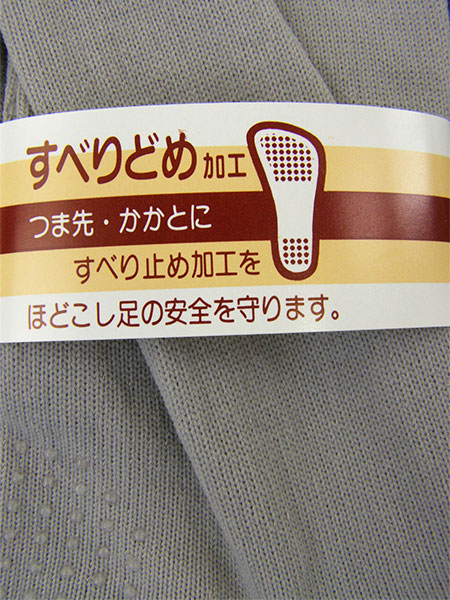 すべりどめ加工
つま先・かかとに
すべり止め加工を
ほどこし足の安全を守ります。